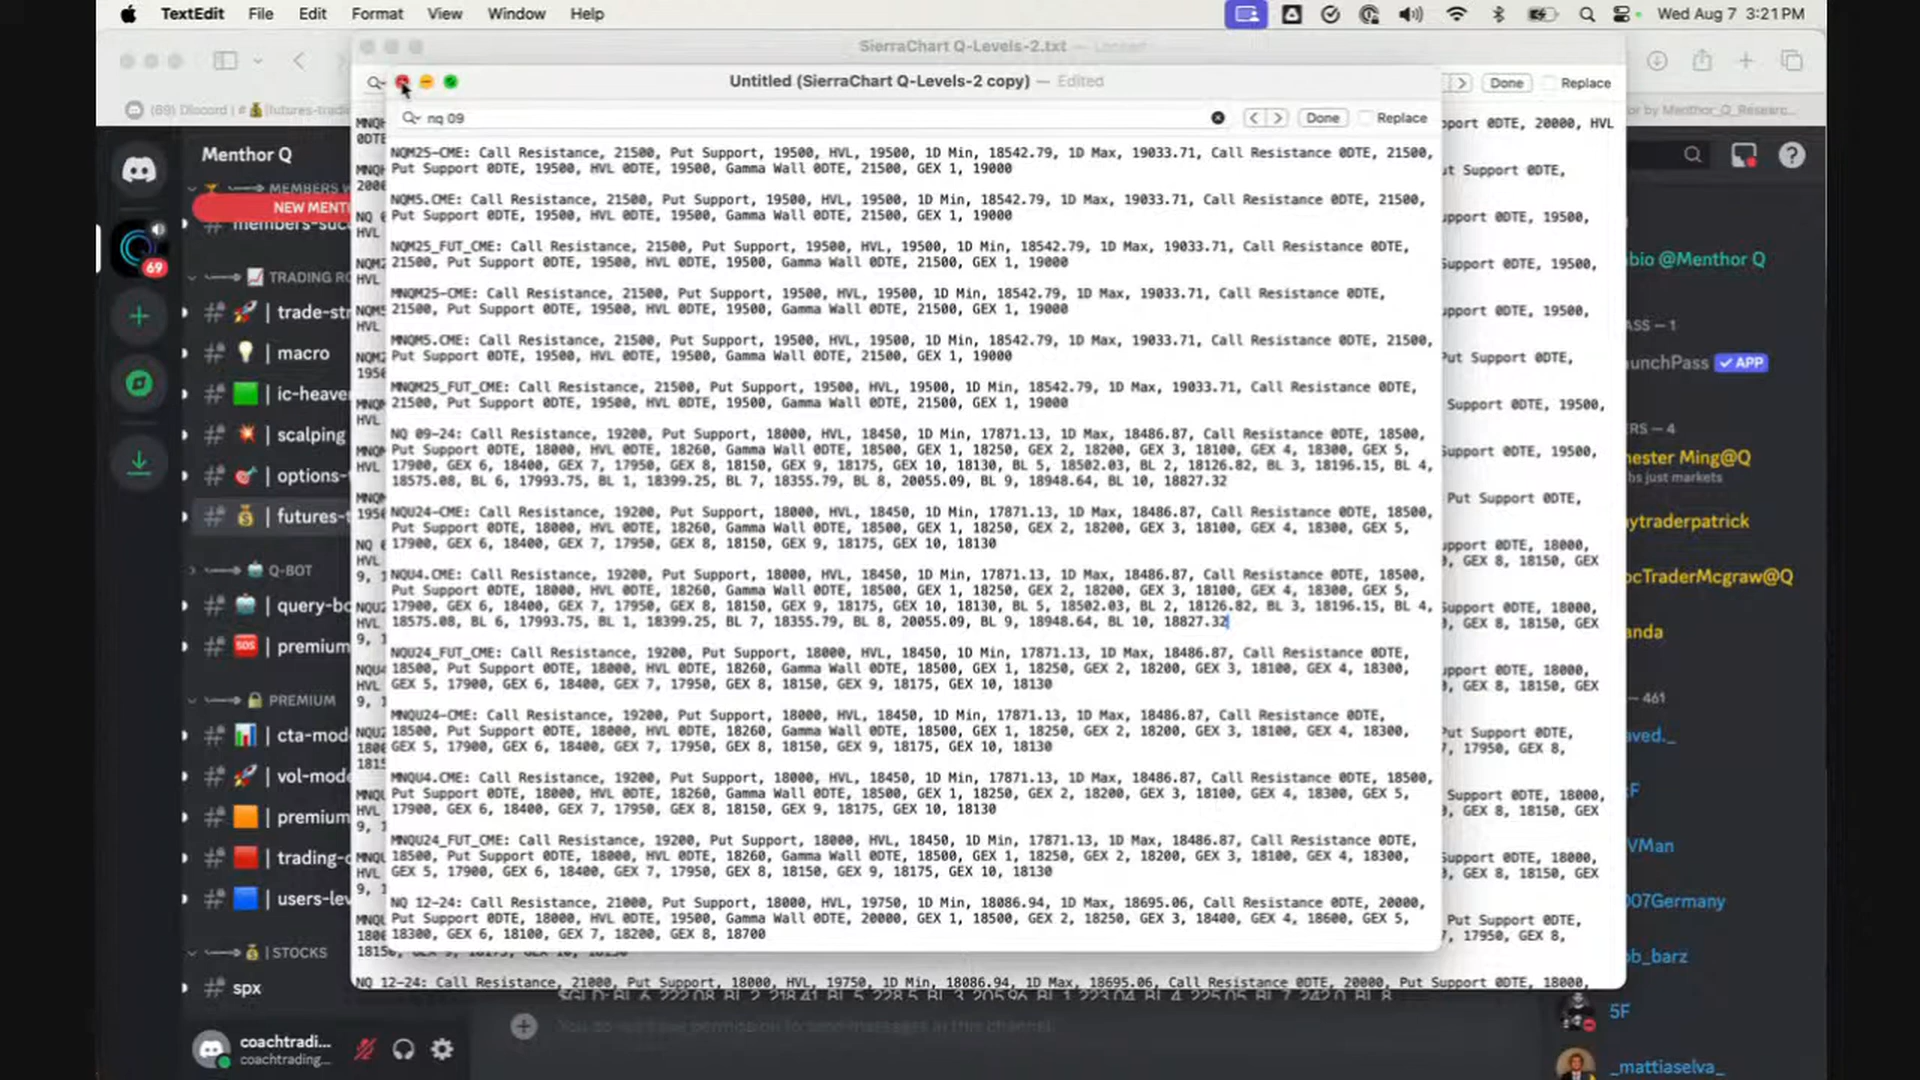 TextEdit File Edit Format View Window Help
Wed Aug 7 3:21PM
SierraChart Q-Levels-2.txt — Locked
Untitled (SierraChart Q-Levels-2 copy) — Edited
Done Replace
nq 09
Done Replace
(69) Discord | #
NQM25-CME: Call Resistance, 21500, Put Support, 19500, HVL, 19500, 1D Min, 18542.79, 1D Max, 19033.71, Call Resistance 0DTE, 21500,
Put Support 0DTE, 19500, HVL 0DTE, 19500, Gamma Wall 0DTE, 21500, GEX 1, 19000
NQM5.CME: Call Resistance, 21500, Put Support, 19500, HVL, 19500, 1D Min, 18542.79, 1D Max, 19033.71, Call Resistance 0DTE, 21500,
Put Support 0DTE, 19500, HVL 0DTE, 19500, Gamma Wall 0DTE, 21500, GEX 1, 19000
NQM25_FUT_CME: Call Resistance, 21500, Put Support, 19500, HVL, 19500, 1D Min, 18542.79, 1D Max, 19033.71, Call Resistance 0DTE,
21500, Put Support 0DTE, 19500, HVL 0DTE, 19500, Gamma Wall 0DTE, 21500, GEX 1, 19000
MNQM25-CME: Call Resistance, 21500, Put Support, 19500, HVL, 19500, 1D Min, 18542.79, 1D Max, 19033.71, Call Resistance 0DTE,
21500, Put Support 0DTE, 19500, HVL 0DTE, 19500, Gamma Wall 0DTE, 21500, GEX 1, 19000
MNQM5.CME: Call Resistance, 21500, Put Support, 19500, HVL, 19500, 1D Min, 18542.79, 1D Max, 19033.71, Call Resistance 0DTE, 21500,
Put Support 0DTE, 19500, HVL 0DTE, 19500, Gamma Wall 0DTE, 21500, GEX 1, 19000
MNQM25_FUT_CME: Call Resistance, 21500, Put Support, 19500, HVL, 19500, 1D Min, 18542.79, 1D Max, 19033.71, Call Resistance 0DTE,
21500, Put Support 0DTE, 19500, HVL 0DTE, 19500, Gamma Wall 0DTE, 21500, GEX 1, 19000
NQ 09-24: Call Resistance, 19200, Put Support, 18000, HVL, 18450, 1D Min, 17871.13, 1D Max, 18486.87, Call Resistance 0DTE, 18500,
Put Support 0DTE, 18000, HVL 0DTE, 18260, Gamma Wall 0DTE, 18500, GEX 1, 18250, GEX 2, 18200, GEX 3, 18100, GEX 4, 18300, GEX 5,
17900, GEX 6, 18400, GEX 7, 17950, GEX 8, 18150, GEX 9, 18175, GEX 10, 18130, BL 5, 18502.03, BL 2, 18126.82, BL 3, 18196.15, BL 4,
18575.08, BL 6, 17993.75, BL 1, 18399.25, BL 7, 18355.79, BL 8, 20055.09, BL 9, 18948.64, BL 10, 18827.32
NQU24-CME: Call Resistance, 19200, Put Support, 18000, HVL, 18450, 1D Min, 17871.13, 1D Max, 18486.87, Call Resistance 0DTE, 18500,
Put Support 0DTE, 18000, HVL 0DTE, 18260, Gamma Wall 0DTE, 18500, GEX 1, 18250, GEX 2, 18200, GEX 3, 18100, GEX 4, 18300, GEX 5,
17900, GEX 6, 18400, GEX 7, 17950, GEX 8, 18150, GEX 9, 18175, GEX 10, 18130
NQU4.CME: Call Resistance, 19200, Put Support, 18000, HVL, 18450, 1D Min, 17871.13, 1D Max, 18486.87, Call Resistance 0DTE, 18500,
Put Support 0DTE, 18000, HVL 0DTE, 18260, Gamma Wall 0DTE, 18500, GEX 1, 18250, GEX 2, 18200, GEX 3, 18100, GEX 4, 18300, GEX 5,
17900, GEX 6, 18400, GEX 7, 17950, GEX 8, 18150, GEX 9, 18175, GEX 10, 18130, BL 5, 18502.03, BL 2, 18126.82, BL 3, 18196.15, BL 4,
18575.08, BL 6, 17993.75, BL 1, 18399.25, BL 7, 18355.79, BL 8, 20055.09, BL 9, 18948.64, BL 10, 18827.32
NQU24_FUT_CME: Call Resistance, 19200, Put Support, 18000, HVL, 18450, 1D Min, 17871.13, 1D Max, 18486.87, Call Resistance 0DTE,
18500, Put Support 0DTE, 18000, HVL 0DTE, 18260, Gamma Wall 0DTE, 18500, GEX 1, 18250, GEX 2, 18200, GEX 3, 18100, GEX 4, 18300,
GEX 5, 17900, GEX 6, 18400, GEX 7, 17950, GEX 8, 18150, GEX 9, 18175, GEX 10, 18130
MNQU24-CME: Call Resistance, 19200, Put Support, 18000, HVL, 18450, 1D Min, 17871.13, 1D Max, 18486.87, Call Resistance 0DTE,
18500, Put Support 0DTE, 18000, HVL 0DTE, 18260, Gamma Wall 0DTE, 18500, GEX 1, 18250, GEX 2, 18200, GEX 3, 18100, GEX 4, 18300,
GEX 5, 17900, GEX 6, 18400, GEX 7, 17950, GEX 8, 18150, GEX 9, 18175, GEX 10, 18130
MNQU4.CME: Call Resistance, 19200, Put Support, 18000, HVL, 18450, 1D Min, 17871.13, 1D Max, 18486.87, Call Resistance 0DTE, 18500,
Put Support 0DTE, 18000, HVL 0DTE, 18260, Gamma Wall 0DTE, 18500, GEX 1, 18250, GEX 2, 18200, GEX 3, 18100, GEX 4, 18300, GEX 5,
17900, GEX 6, 18400, GEX 7, 17950, GEX 8, 18150, GEX 9, 18175, GEX 10, 18130
MNQU24_FUT_CME: Call Resistance, 19200, Put Support, 18000, HVL, 18450, 1D Min, 17871.13, 1D Max, 18486.87, Call Resistance 0DTE,
18500, Put Support 0DTE, 18000, HVL 0DTE, 18260, Gamma Wall 0DTE, 18500, GEX 1, 18250, GEX 2, 18200, GEX 3, 18100, GEX 4, 18300,
GEX 5, 17900, GEX 6, 18400, GEX 7, 17950, GEX 8, 18150, GEX 9, 18175, GEX 10, 18130
NQ 12-24: Call Resistance, 21000, Put Support, 18000, HVL, 19750, 1D Min, 18086.94, 1D Max, 18695.06, Call Resistance 0DTE, 20000,
Put Support 0DTE, 18000, HVL 0DTE, 19500, Gamma Wall 0DTE, 20000, GEX 1, 18500, GEX 2, 18250, GEX 3, 18400, GEX 4, 18600, GEX 5,
18300, GEX 6, 18100, GEX 7, 18200, GEX 8, 18700
NQ 12-24: Call Resistance, 21000, Put Support, 18000, HVL, 19750, 1D Min, 18086.94, 1D Max, 18695.06, Call Resistance 0DTE, 20000, Put Support 0DTE, 18000,
You do not have permission to send messages in this channel.
Menthor Q
MEMBERS
NEW MENTI
69
TRADING RO
| trade-str
| macro
| ic-heave
| scalping
| options-
| futures-t
Q-BOT
| query-bo
| premium
PREMIUM
| cta-mod
| vol-mode
| premium
| trading-
| users-lev
| STOCKS
spx
coachtradi...
coachtrading...
bio @Menthor Q
ASS — 1
unchPass APP
ERS — 4
ester Ming@Q
bs just markets
ytraderpatrick
ocTraderMcgraw@Q
anda
— 461
aved._
VMan
007Germany
ob_barz
5F
_mattiaselva_